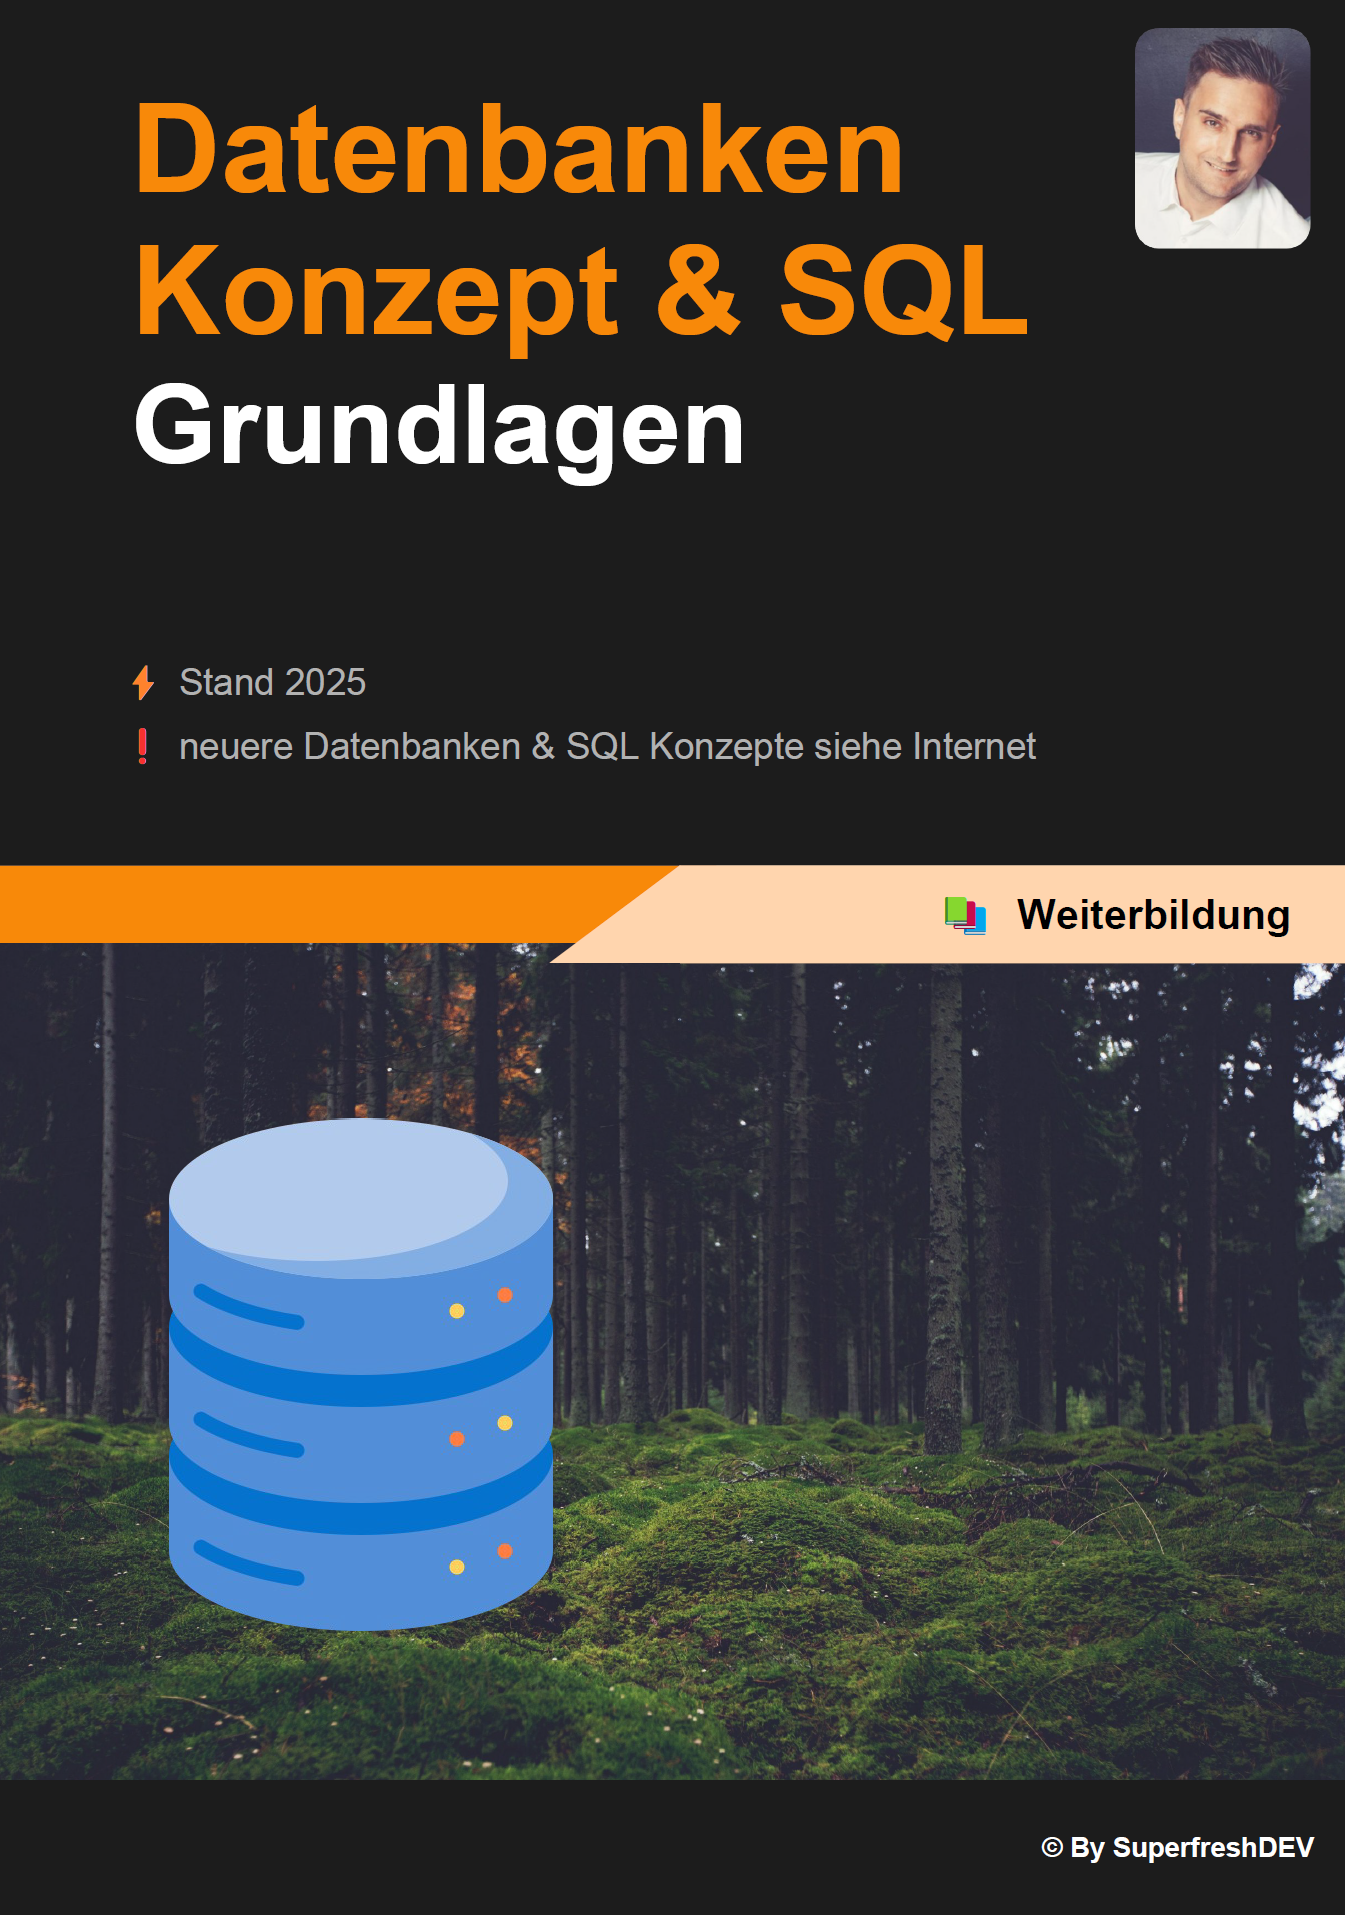 Datenbanken
Konzept & SQL
Grundlagen
Stand 2025
neuere Datenbanken & SQL Konzepte siehe Internet
Weiterbildung
© By SuperfreshDEV